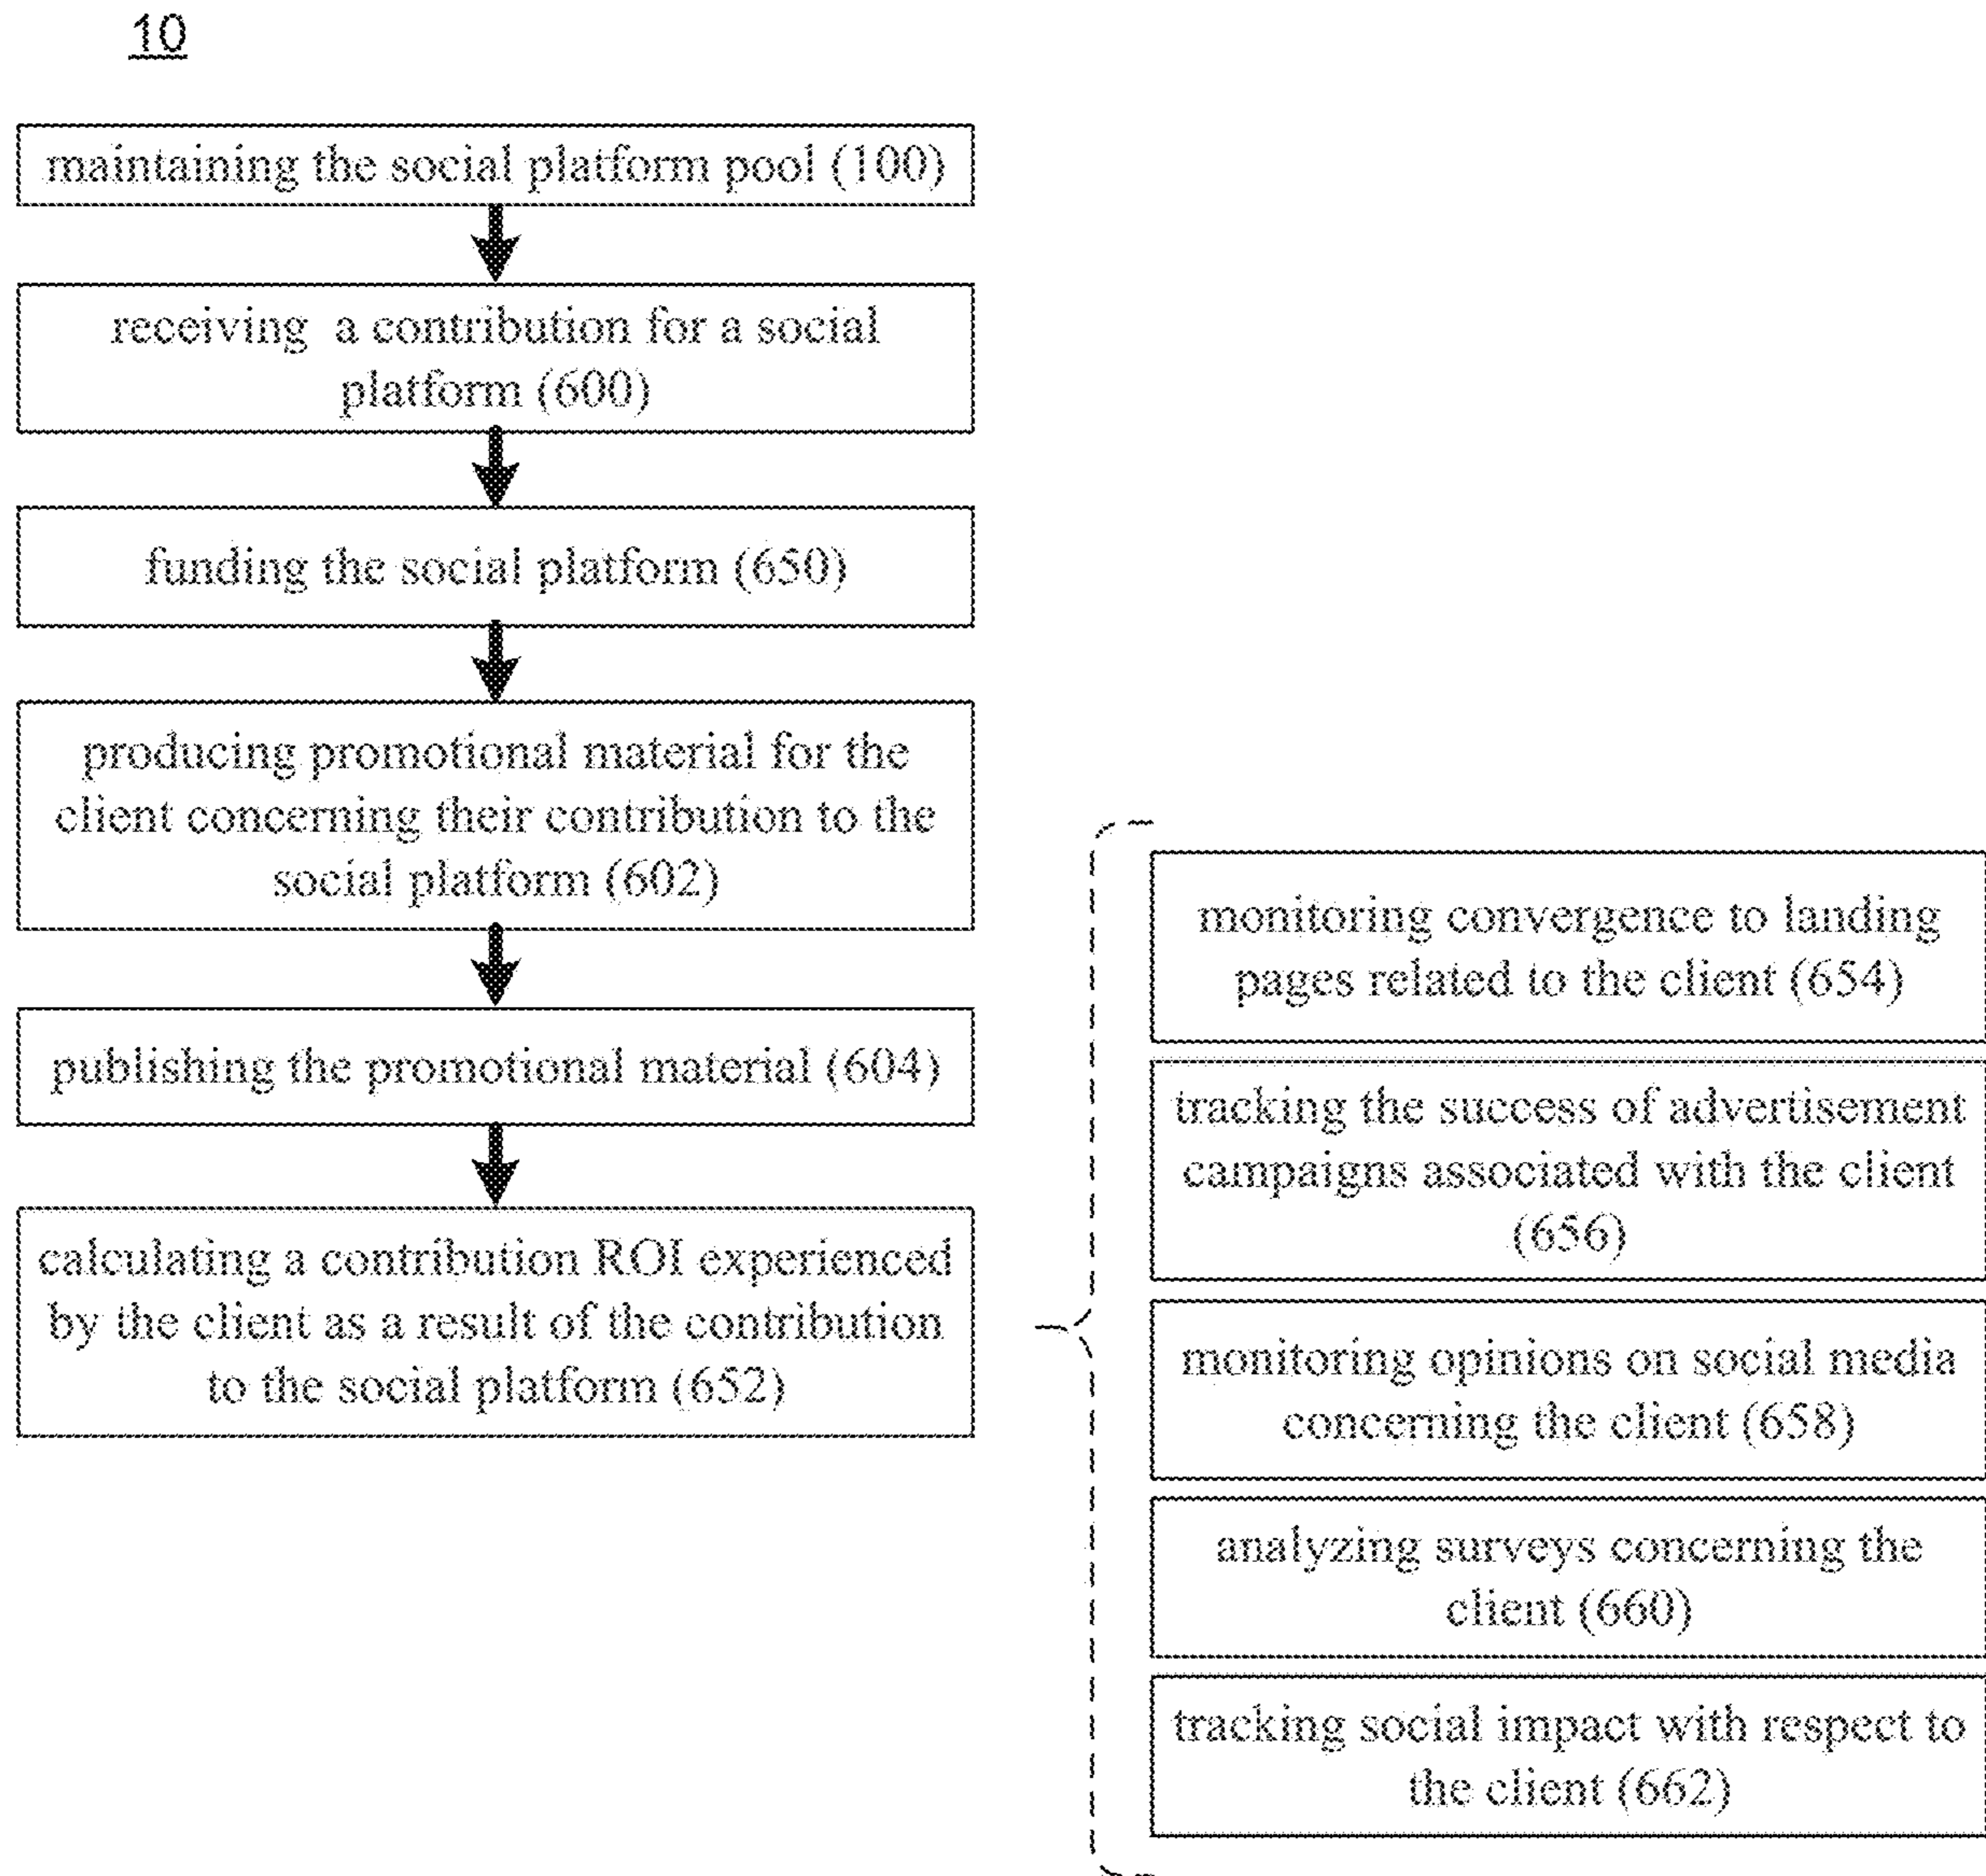 10
maintaining the social platform pool (100)
receiving a contribution for a social
platform (600)
funding the social platform (650)
producing promotional material for the
client concerning their contribution to the
social platform (602)
publishing the promotional material (604)
calculating a contribution ROI experienced
by the client as a result of the contribution
to the social platform (652)
monitoring convergence to landing
pages related to the client (654)
tracking the success of advertisement
campaigns associated with the client
(656)
monitoring opinions on social media
concerning the client (658)
analyzing surveys concerning the
client (660)
tracking social impact with respect to
the client (662)